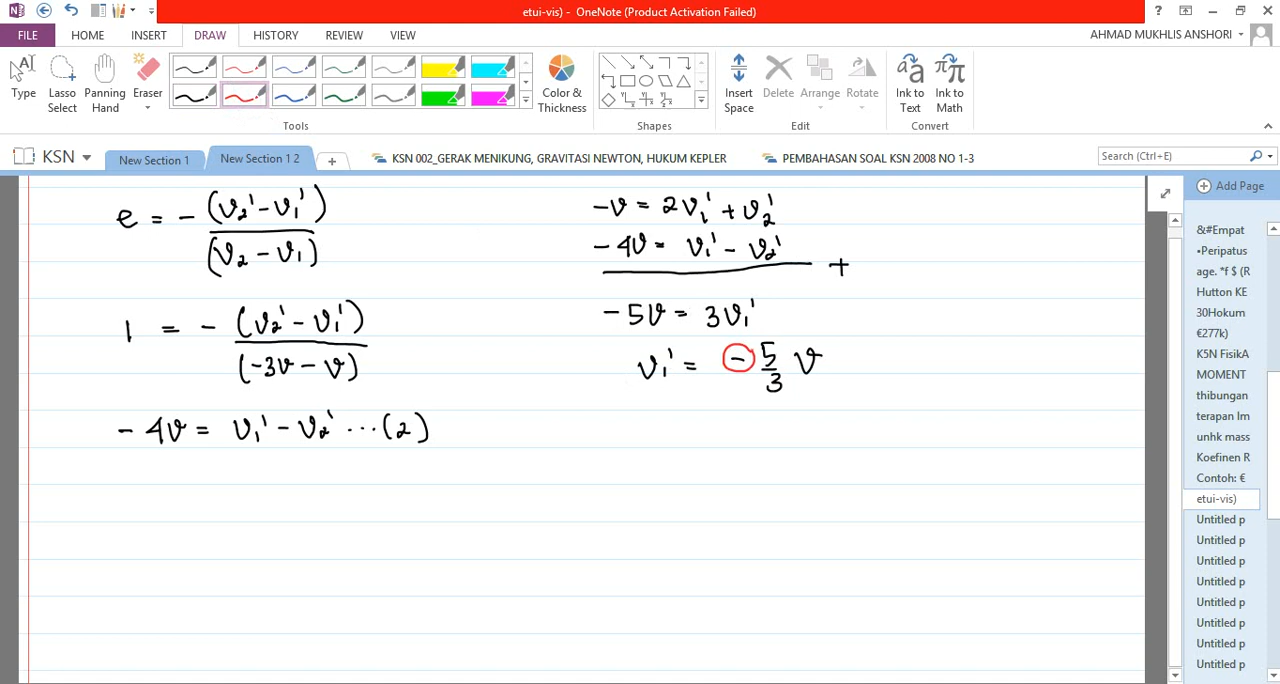 etui-vis) - OneNote (Product Activation Failed)
?
FILE HOME INSERT DRAW HISTORY REVIEW VIEW
AHMAD MUKHLIS ANSHORI
Type
Lasso Select
Panning Hand
Eraser
Color & Thickness
Insert Space
Delete
Arrange
Rotate
Ink to Text
Ink to Math
Tools
Shapes
Edit
Convert
KSN
New Section 1
New Section 1 2
+
KSN 002_GERAK MENIKUNG, GRAVITASI NEWTON, HUKUM KEPLER
PEMBAHASAN SOAL KSN 2008 NO 1-3
Search (Ctrl+E)
e = - (v₂' - v₁') / (v₂ - v₁)
1 = - (v₂' - v₁') / (-3v - v)
- 4v = v₁' - v₂' ...(2)
-v = 2v₁' + v₂'
- 4v = v₁' - v₂'
+
- 5v = 3v₁'
v₁' = - 5/3 v
Add Page
&#Empat
•Peripatus
age. *f $ (R
Hutton KE
30Hokum
€277k)
K5N FisikA
MOMENT
thibungan
terapan Im
unhk mass
Koefinen R
Contoh: €
etui-vis)
Untitled p
Untitled p
Untitled p
Untitled p
Untitled p
Untitled p
Untitled p
Untitled p